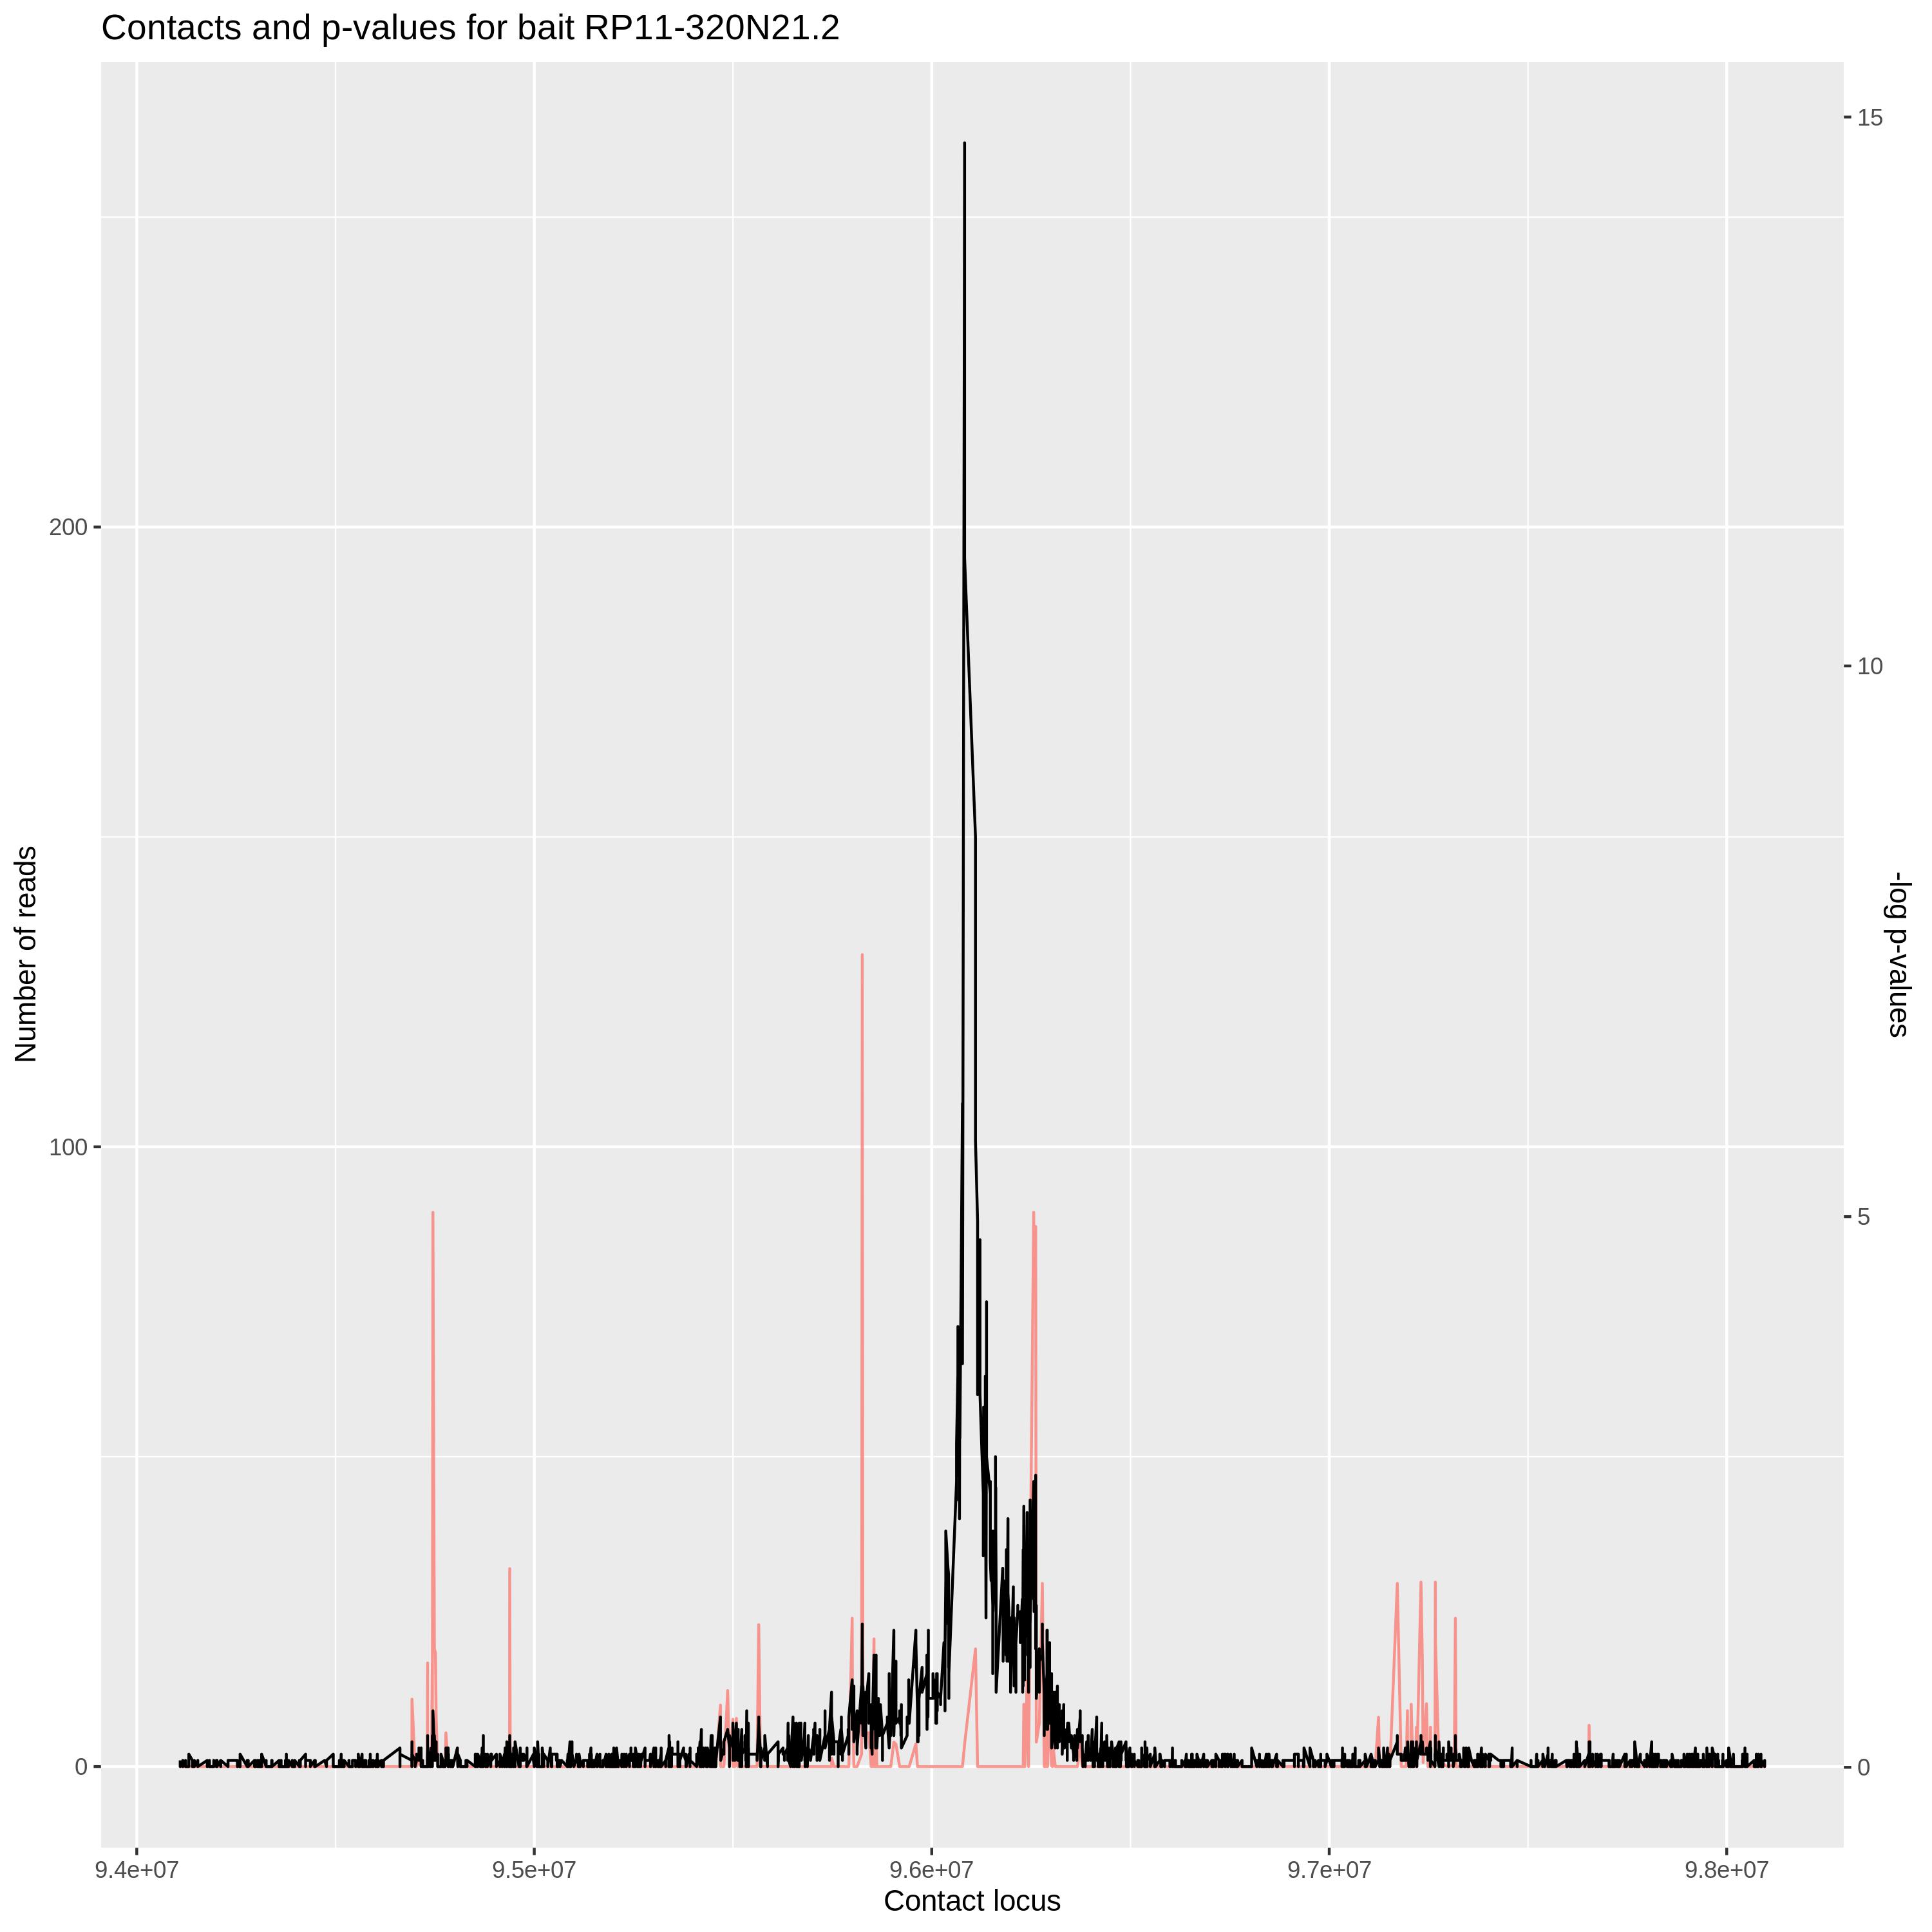 Contacts and p-values for bait RP11-320N21.2
15
200
10
Number of reads
-log p-values
100
5
0
0
9.4e+07 9.5e+07 9.6e+07 9.7e+07 9.8e+07
Contact locus